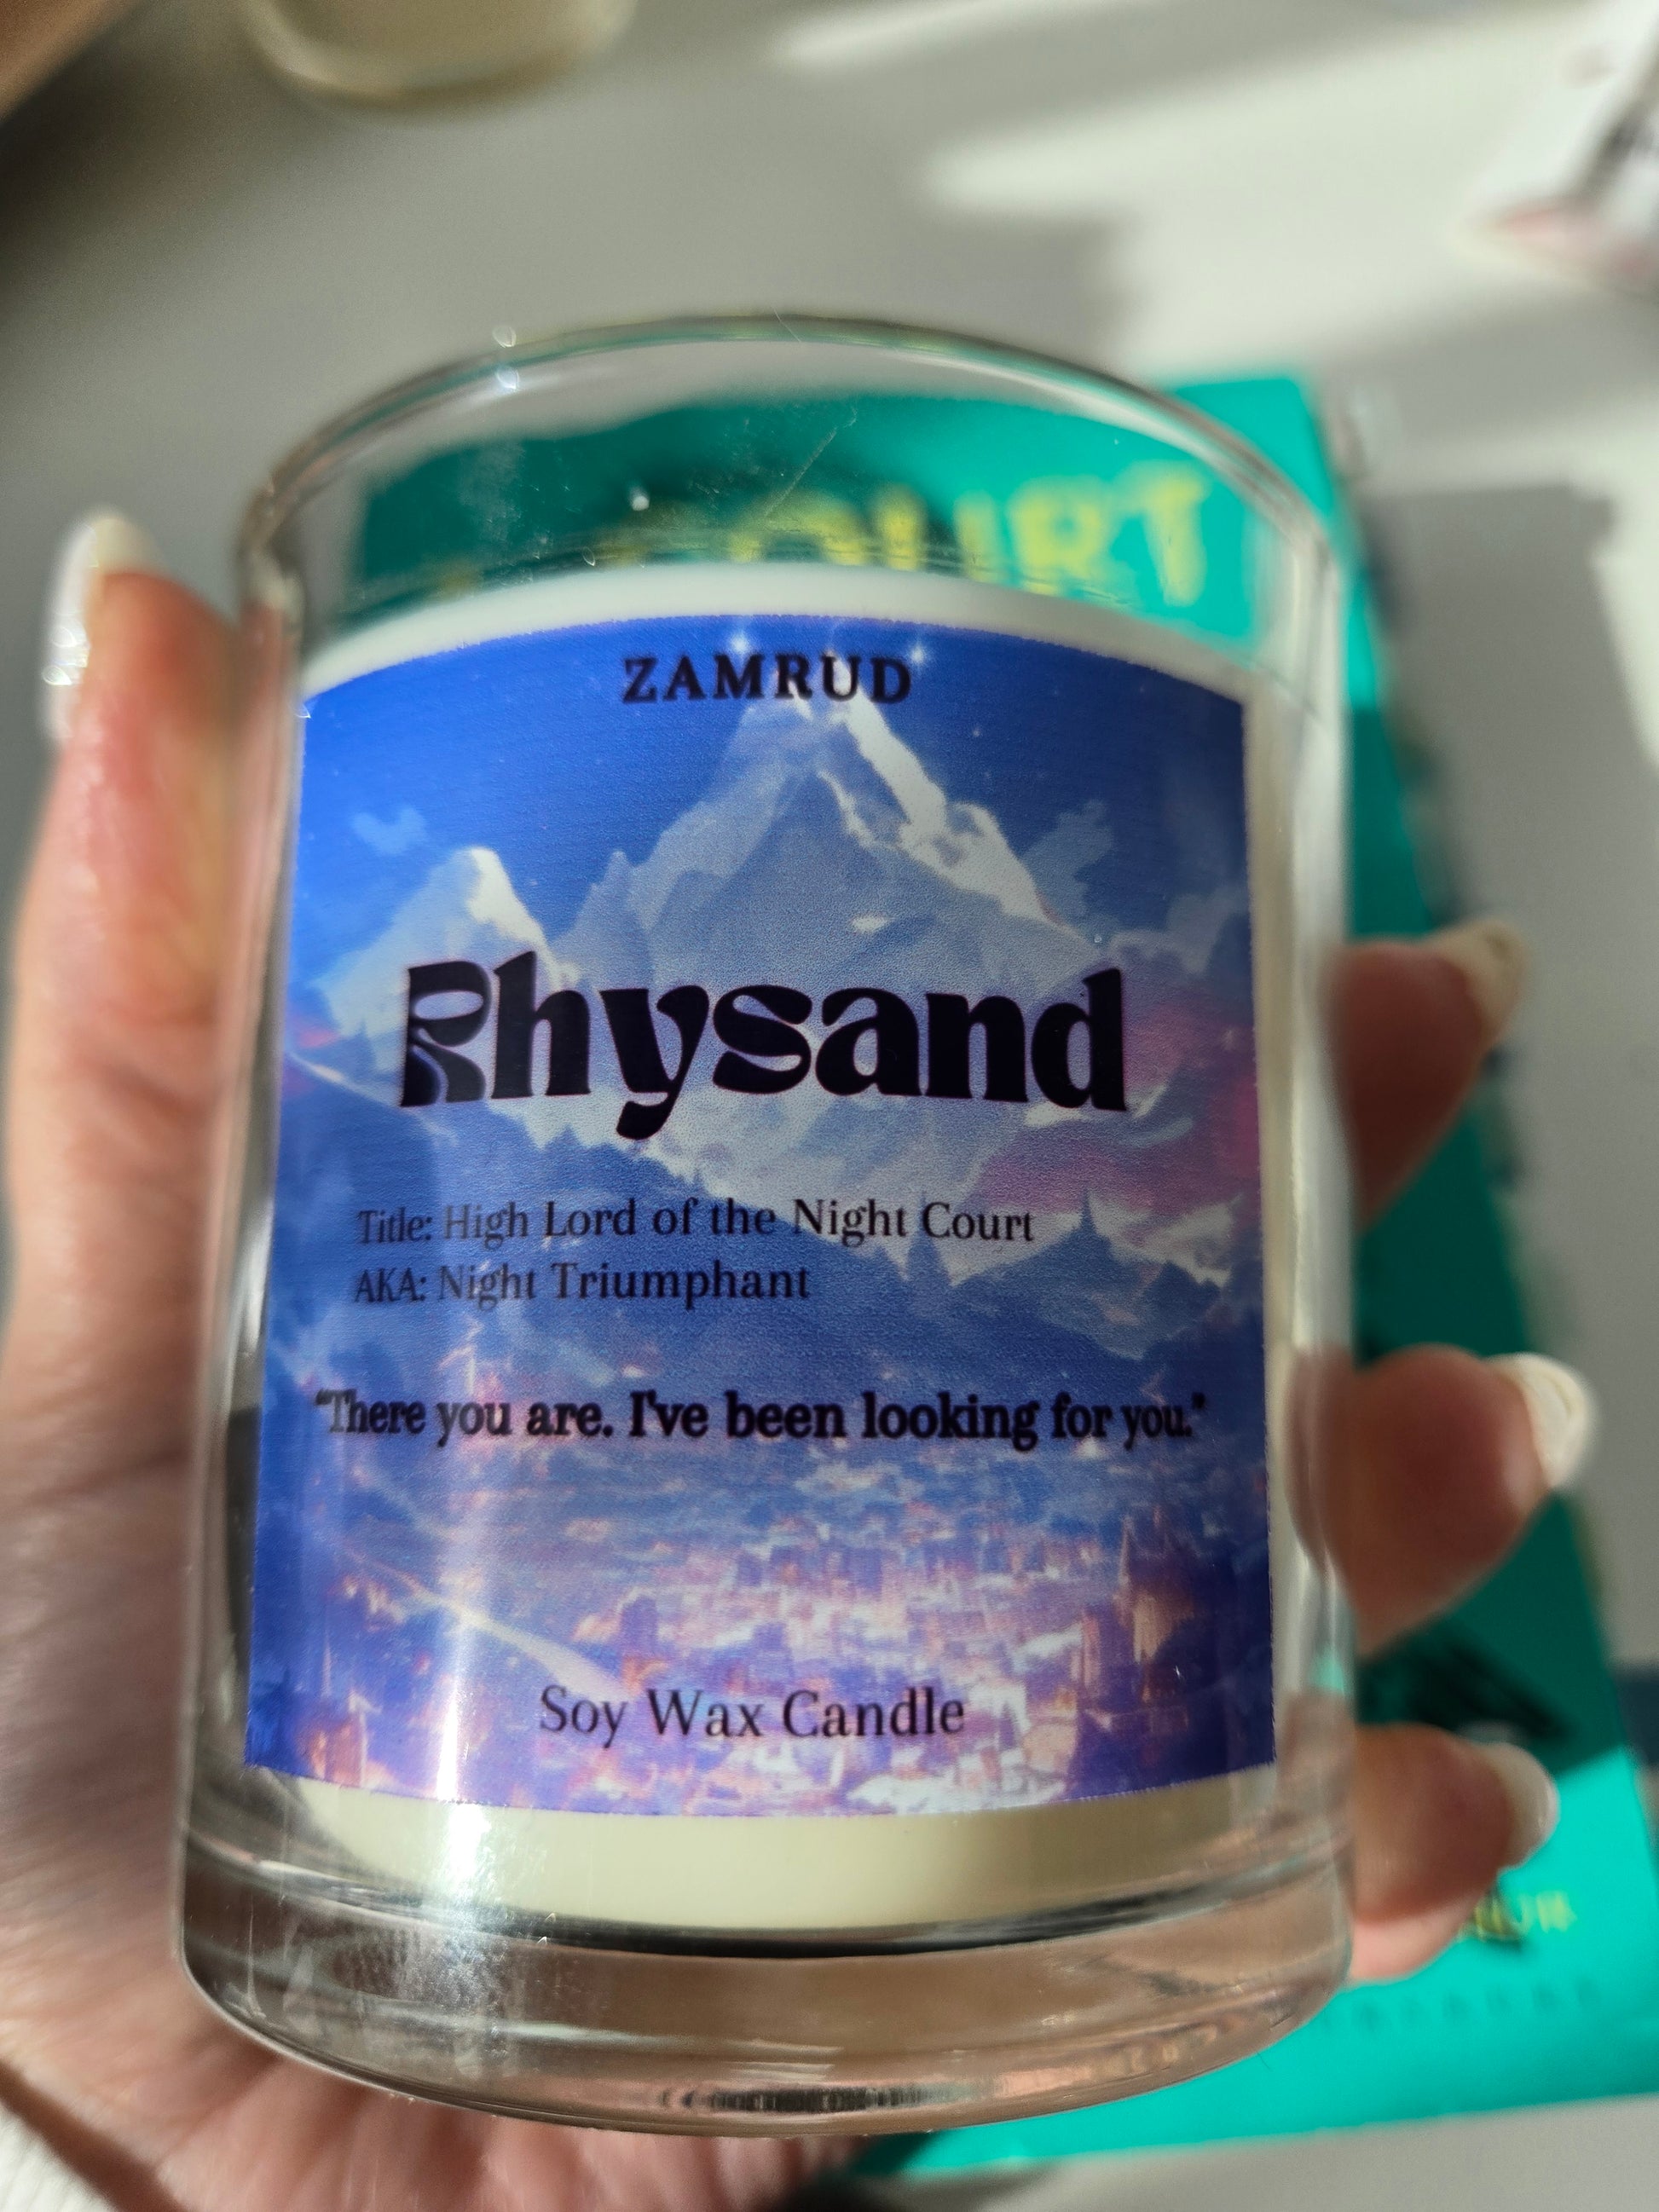 COURT
ZAMRUD
Rhysand
Title: High Lord of the Night Court
AKA: Night Triumphant
"There you are. I've been looking for you."
Soy Wax Candle